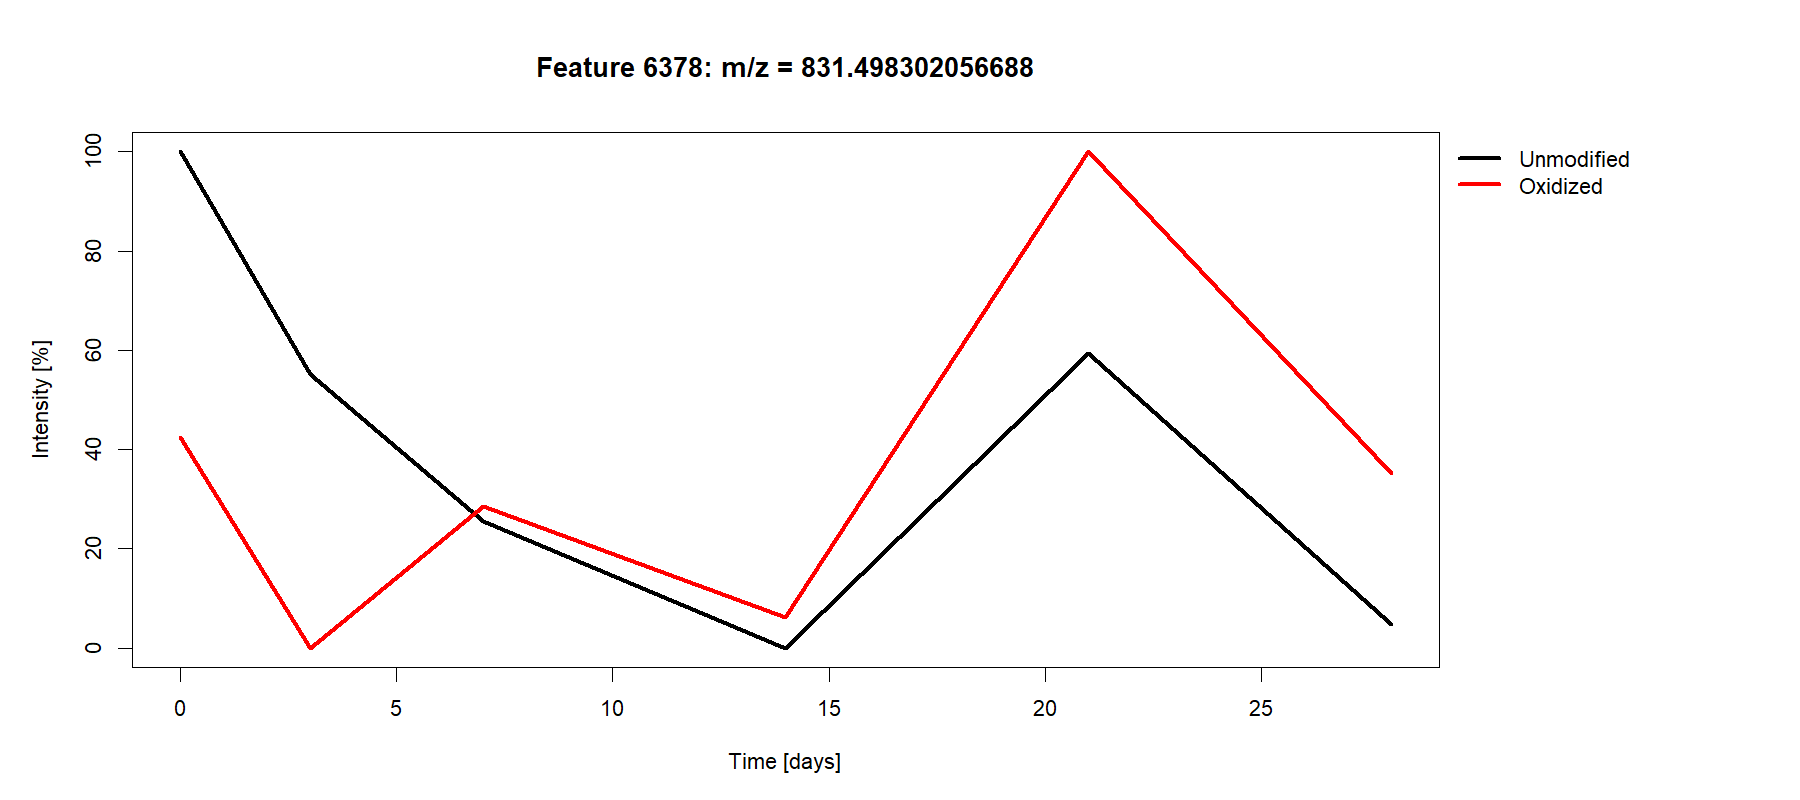 Feature 6378: m/z = 831.498302056688
Unmodified
Oxidized
Intensity [%]
100
80
60
40
20
0
0 5 10 15 20 25
Time [days]